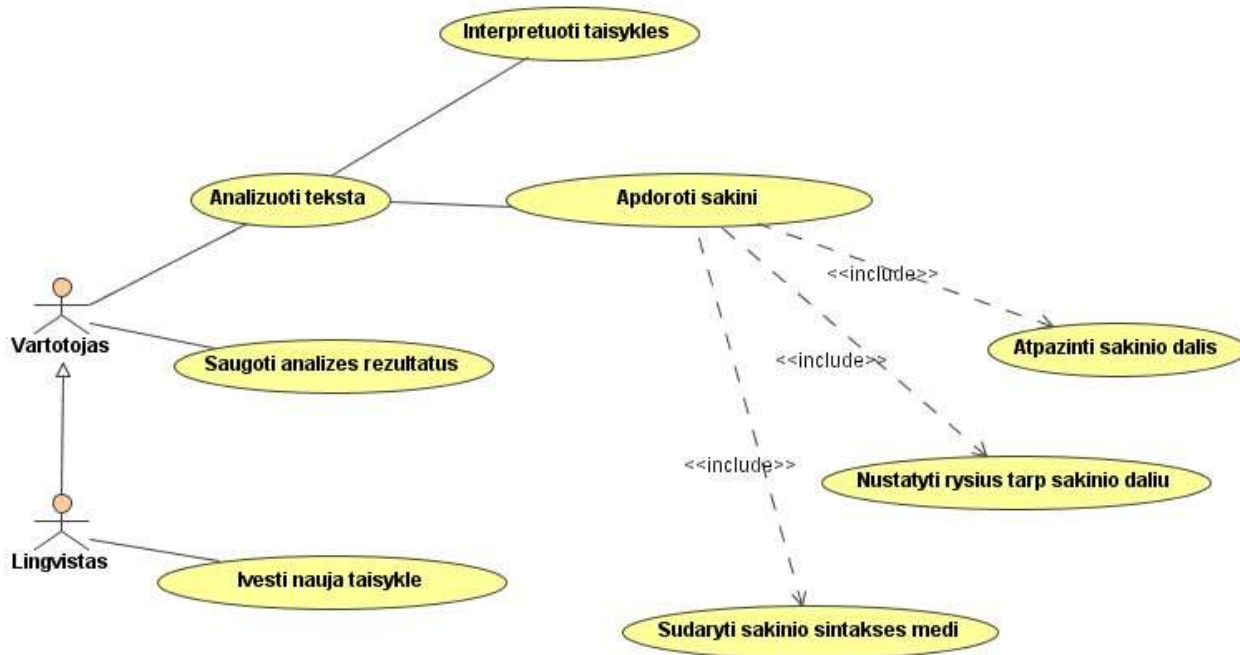 Interpretuoti taisykles
Analizuoti teksta
Apdoroti sakini
<<include>>
Vartotojas
Atpazinti sakinio dalis
Saugoti analizes rezultatus
<<include>>
<<include>>
Nustatyti rysius tarp sakinio daliu
Lingvistas
Ivesti nauja taisykle
Sudaryti sakinio sintakses medi